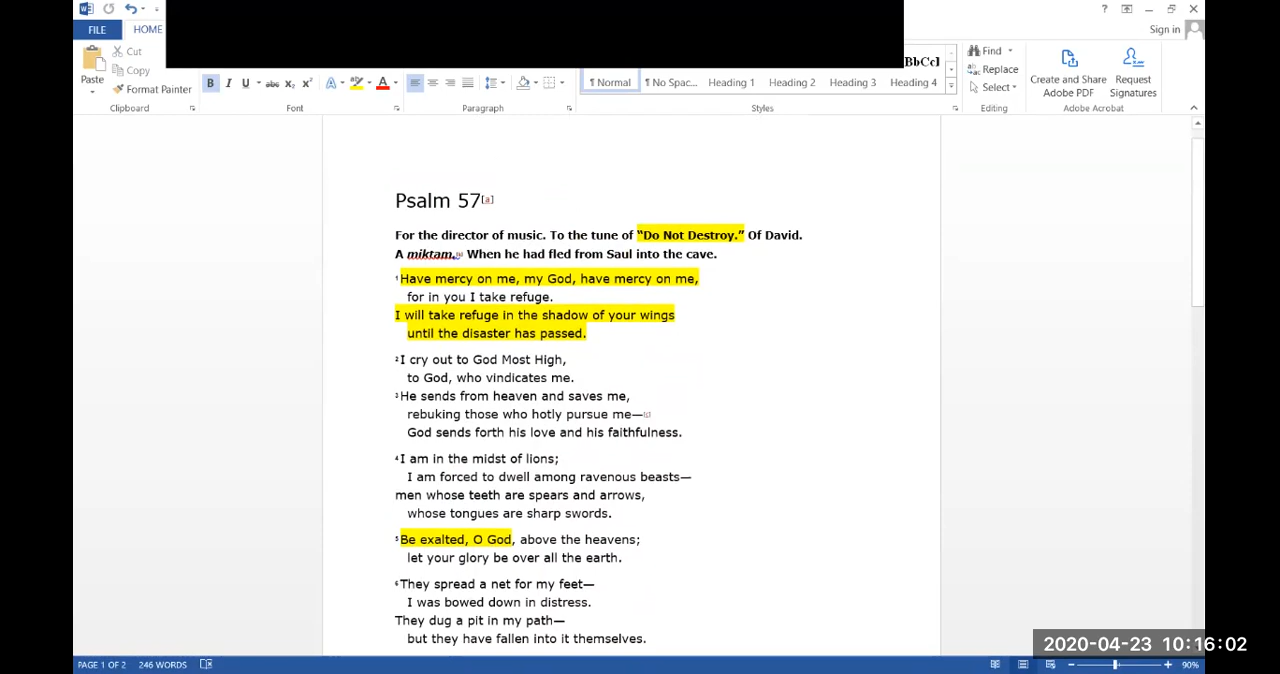 ? Sign in
FILE HOME
Cut
Copy
Paste
Format Painter
B I U abc X₂ X² A A
¶ Normal ¶ No Spac... Heading 1 Heading 2 Heading 3 Heading 4
BbCcI
Find
Replace
Select
Create and Share Adobe PDF
Request Signatures
Clipboard Font Paragraph Styles Editing Adobe Acrobat
Psalm 57[a]
For the director of music. To the tune of “Do Not Destroy.” Of David.
A miktam. When he had fled from Saul into the cave.
1 Have mercy on me, my God, have mercy on me,
for in you I take refuge.
I will take refuge in the shadow of your wings
until the disaster has passed.
2 I cry out to God Most High,
to God, who vindicates me.
3 He sends from heaven and saves me,
rebuking those who hotly pursue me—
God sends forth his love and his faithfulness.
4 I am in the midst of lions;
I am forced to dwell among ravenous beasts—
men whose teeth are spears and arrows,
whose tongues are sharp swords.
5 Be exalted, O God, above the heavens;
let your glory be over all the earth.
6 They spread a net for my feet—
I was bowed down in distress.
They dug a pit in my path—
but they have fallen into it themselves.
2020-04-23 10:16:02
PAGE 1 OF 2 246 WORDS 90%